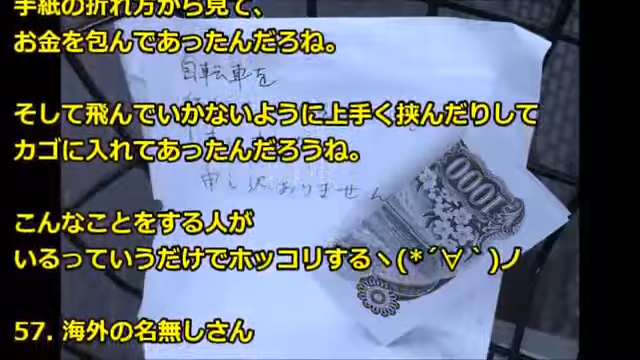 手紙の折れ方から見て、
お金を包んであったんだろね。
自転車を
そして飛んでいかないように上手く挟んだりして
カゴに入れてあったんだろうね。
申し訳ありません
1000
こんなことをする人が
いるっていうだけでホッコリするヽ(*´∀｀)ノ
57. 海外の名無しさん